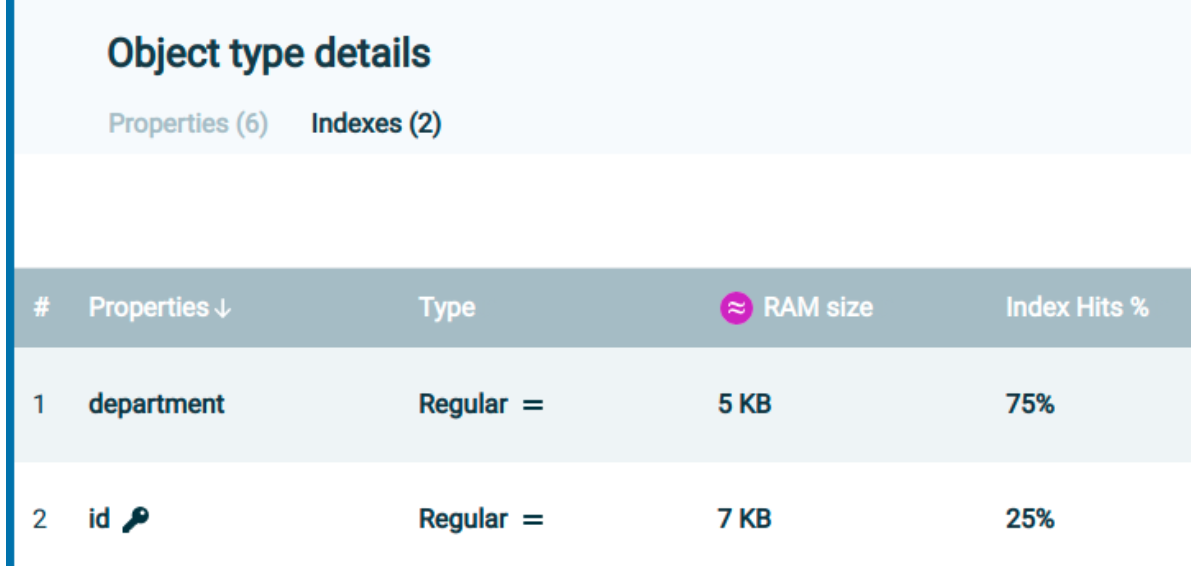 Object type details
Properties (6) Indexes (2)
# Properties ↓ Type ≈ RAM size Index Hits %
1 department Regular = 5 KB 75%
2 id Regular = 7 KB 25%